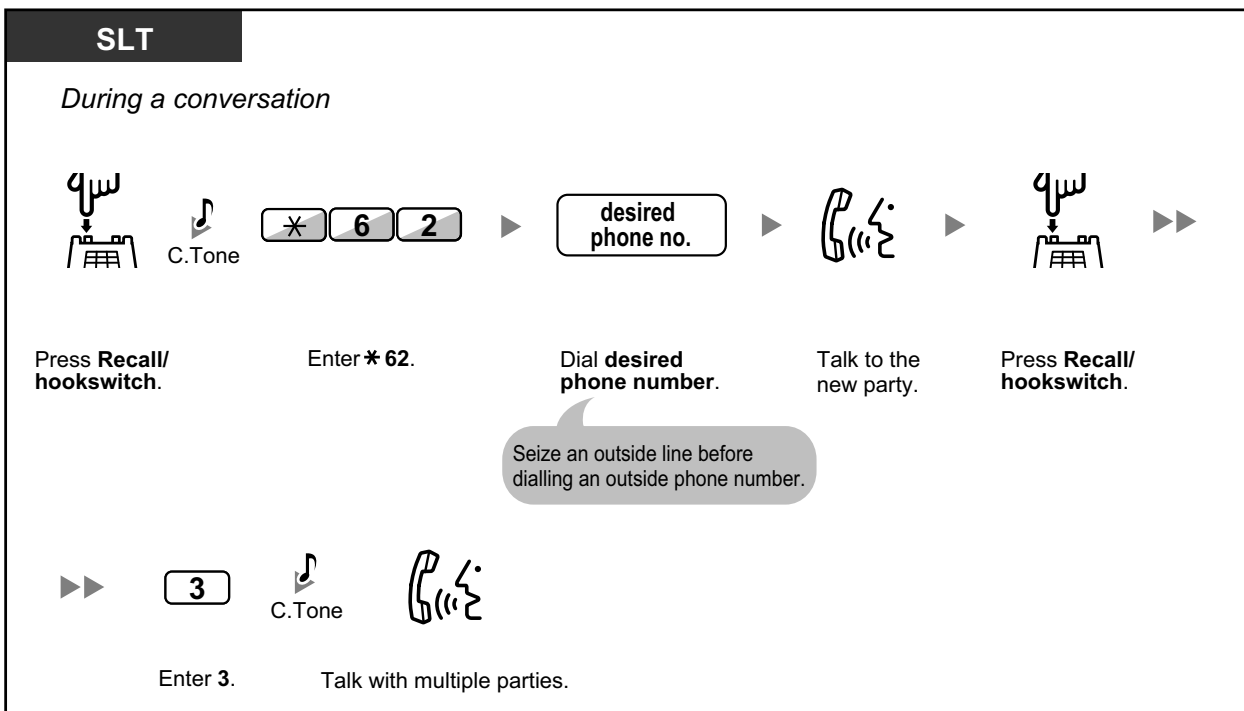 SLT
During a conversation
C.Tone
* 6 2
desired
phone no.
Press Recall/
hookswitch.
Enter * 62.
Dial desired
phone number.
Talk to the
new party.
Press Recall/
hookswitch.
Seize an outside line before
dialling an outside phone number.
3
C.Tone
Enter 3.
Talk with multiple parties.